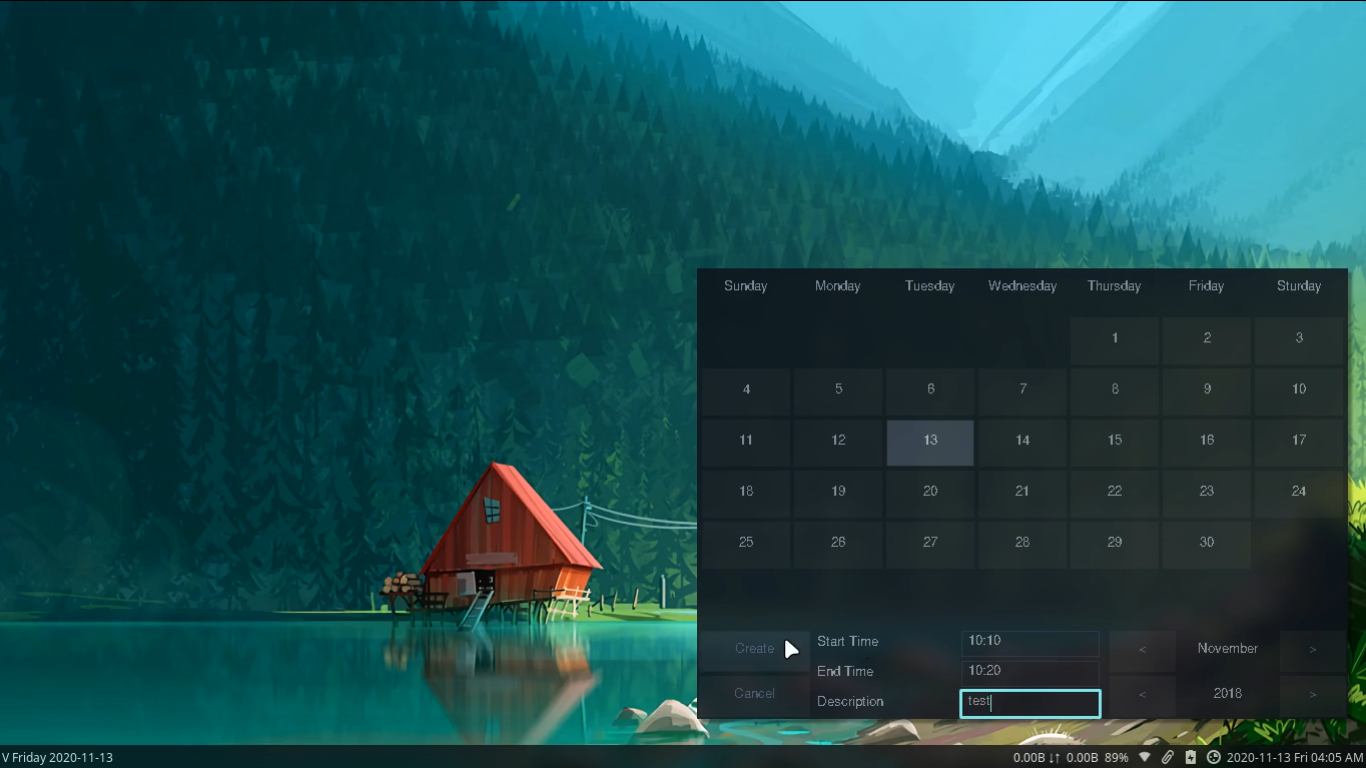 Sunday Monday Tuesday Wednesday Thursday Friday Sturday
1 2 3
4 5 6 7 8 9 10
11 12 13 14 15 16 17
18 19 20 21 22 23 24
25 26 27 28 29 30
Create Start Time 10:10 < November >
End Time 10:20
Cancel Description test < 2018 >
V Friday 2020-11-13 0.00B ↓↑ 0.00B 89% 2020-11-13 Fri 04:05 AM